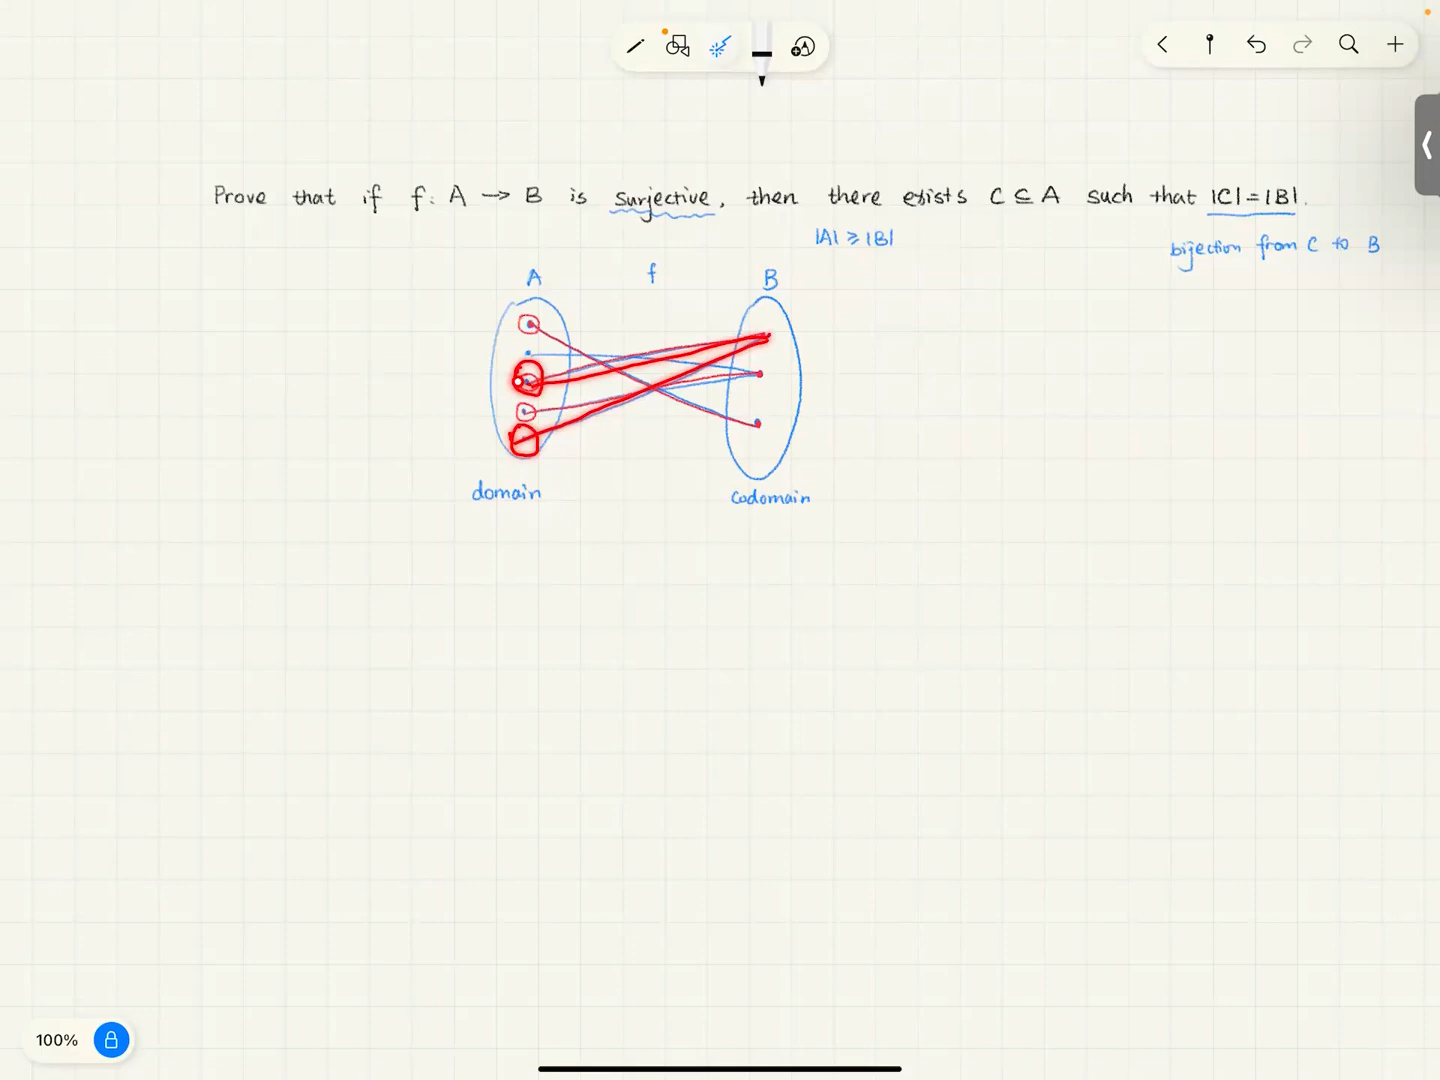 Prove that if f: A → B is surjective, then there exists C ⊆ A such that |C| = |B|.
|A| ≥ |B|
bijection from C to B
A f B
domain codomain
100%